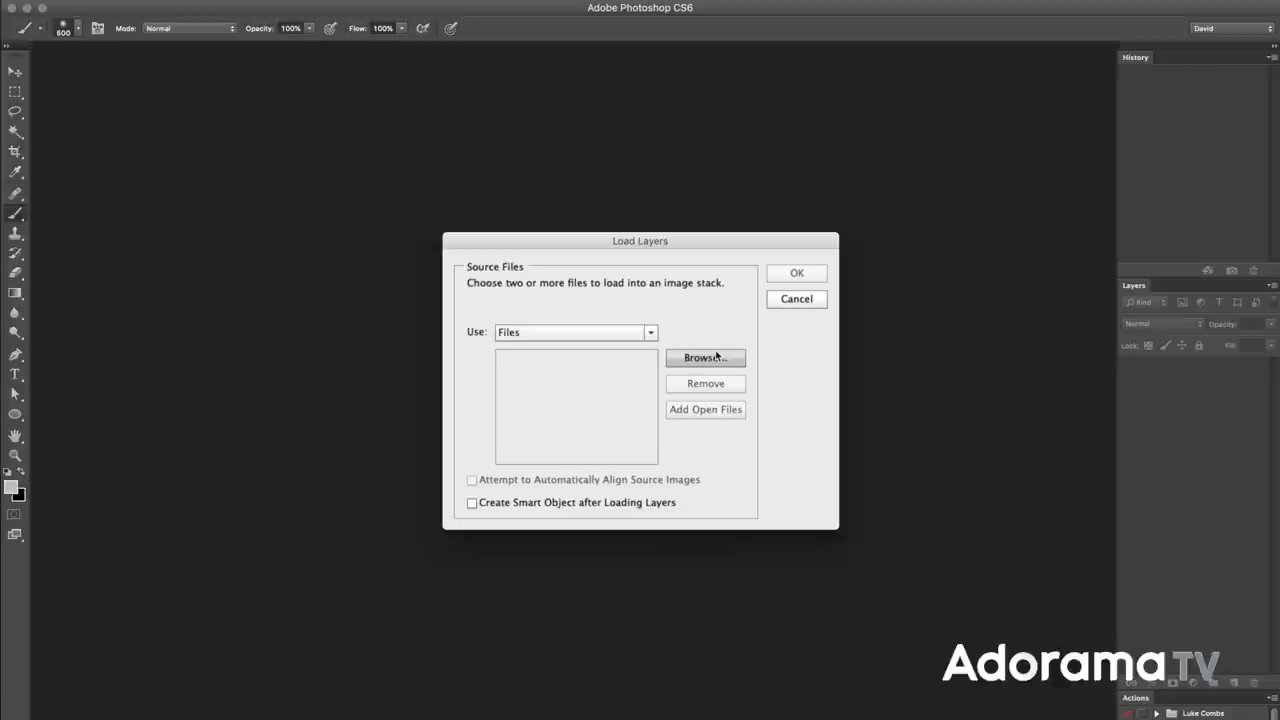 Adobe Photoshop CS6
500 Mode: Normal Opacity: 100% Flow: 100% David
History
Load Layers
Source Files
Choose two or more files to load into an image stack.
OK
Cancel
Use: Files
Browse...
Remove
Add Open Files
Attempt to Automatically Align Source Images
Create Smart Object after Loading Layers
Layers
Kind
Normal Opacity:
Lock: Fill:
AdoramaTV
Actions
Luke Combs